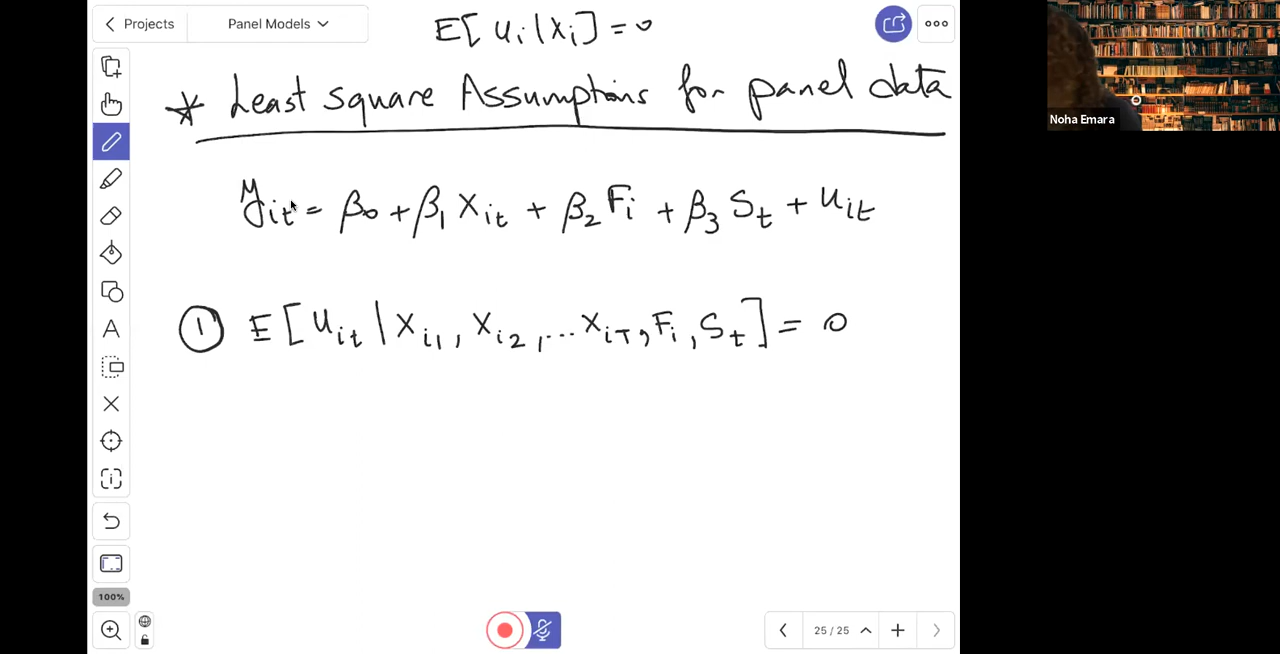 Projects
Panel Models
E[ui|xi]=0
* Least square Assumptions for panel data
yit = β0 + β1 Xit + β2 Fi + β3 St + uit
① E[uit | Xi1, Xi2, ... XiT, Fi, St] = 0
A
100%
25 / 25
Noha Emara